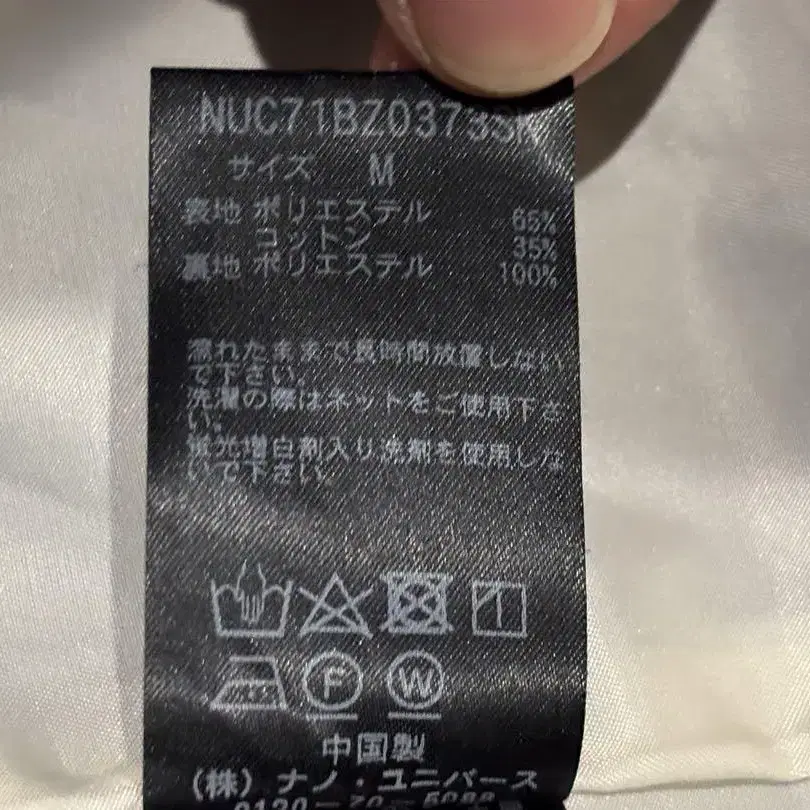 NUC71BZ0373SK
サイズ M
表地 ポリエステル 65%
コットン 35%
裏地 ポリエステル 100%
濡れたままで長時間放置しない
で下さい。
洗濯の際はネットをご使用下さ
い。
蛍光増白剤入り洗剤を使用しな
いで下さい。
F W
中国製
(株) ナノ・ユニバース